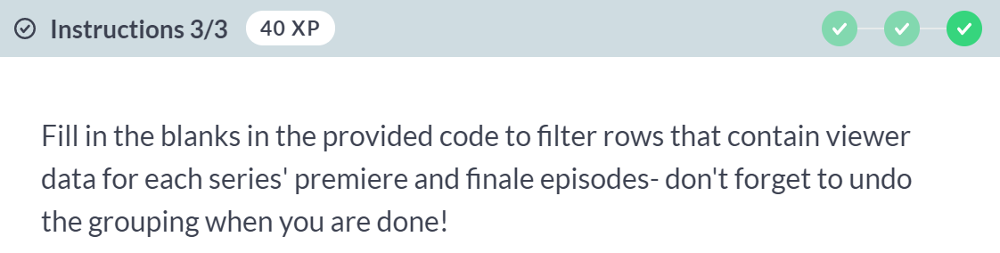 Instructions 3/3 40 XP
Fill in the blanks in the provided code to filter rows that contain viewer
data for each series' premiere and finale episodes- don't forget to undo
the grouping when you are done!